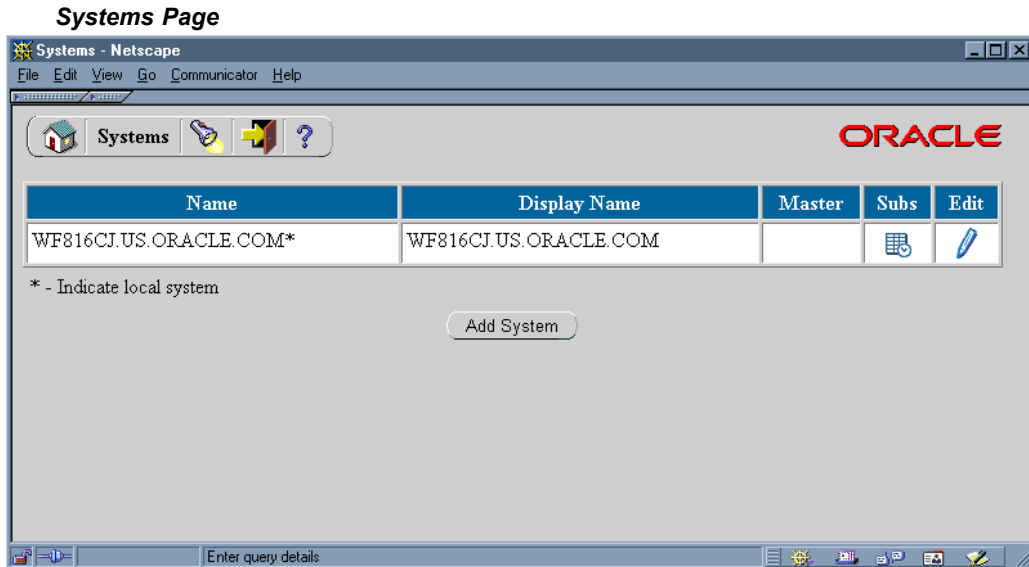 Systems Page
Systems - Netscape
File Edit View Go Communicator Help
Systems ?
ORACLE
Name Display Name Master Subs Edit
WF816CJ.US.ORACLE.COM* WF816CJ.US.ORACLE.COM
* - Indicate local system
Add System
Enter query details